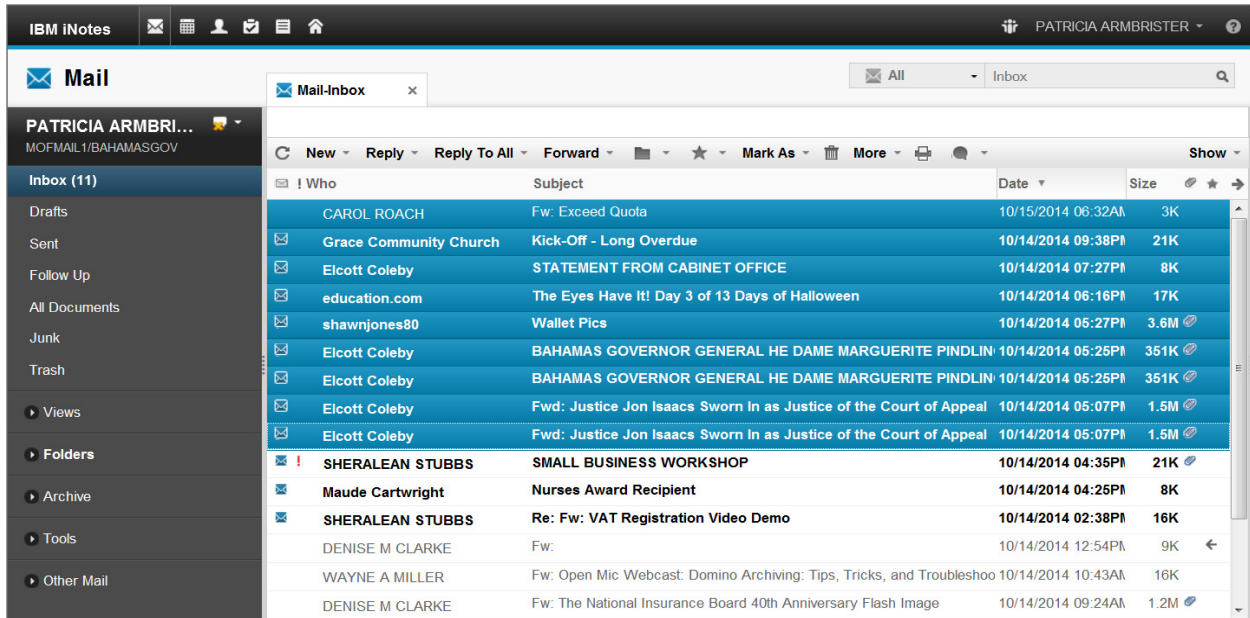 IBM iNotes PATRICIA ARMBRISTER
Mail
Mail-Inbox × All Inbox
PATRICIA ARMBRI...
MOFMAIL1/BAHAMASGOV
New Reply Reply To All Forward Mark As More Show
Inbox (11)
Drafts
Sent
Follow Up
All Documents
Junk
Trash
Views
Folders
Archive
Tools
Other Mail
! Who Subject Date Size
CAROL ROACH Fw: Exceed Quota 10/15/2014 06:32AM 3K
Grace Community Church Kick-Off - Long Overdue 10/14/2014 09:38PM 21K
Elcott Coleby STATEMENT FROM CABINET OFFICE 10/14/2014 07:27PM 8K
education.com The Eyes Have It! Day 3 of 13 Days of Halloween 10/14/2014 06:16PM 17K
shawnjones80 Wallet Pics 10/14/2014 05:27PM 3.6M
Elcott Coleby BAHAMAS GOVERNOR GENERAL HE DAME MARGUERITE PINDLIN 10/14/2014 05:25PM 351K
Elcott Coleby BAHAMAS GOVERNOR GENERAL HE DAME MARGUERITE PINDLIN 10/14/2014 05:25PM 351K
Elcott Coleby Fwd: Justice Jon Isaacs Sworn In as Justice of the Court of Appeal 10/14/2014 05:07PM 1.5M
Elcott Coleby Fwd: Justice Jon Isaacs Sworn In as Justice of the Court of Appeal 10/14/2014 05:07PM 1.5M
! SHERALEAN STUBBS SMALL BUSINESS WORKSHOP 10/14/2014 04:35PM 21K
Maude Cartwright Nurses Award Recipient 10/14/2014 04:25PM 8K
SHERALEAN STUBBS Re: Fw: VAT Registration Video Demo 10/14/2014 02:38PM 16K
DENISE M CLARKE Fw: 10/14/2014 12:54PM 9K
WAYNE A MILLER Fw: Open Mic Webcast: Domino Archiving: Tips, Tricks, and Troubleshoo 10/14/2014 10:43AM 16K
DENISE M CLARKE Fw: The National Insurance Board 40th Anniversary Flash Image 10/14/2014 09:24AM 1.2M